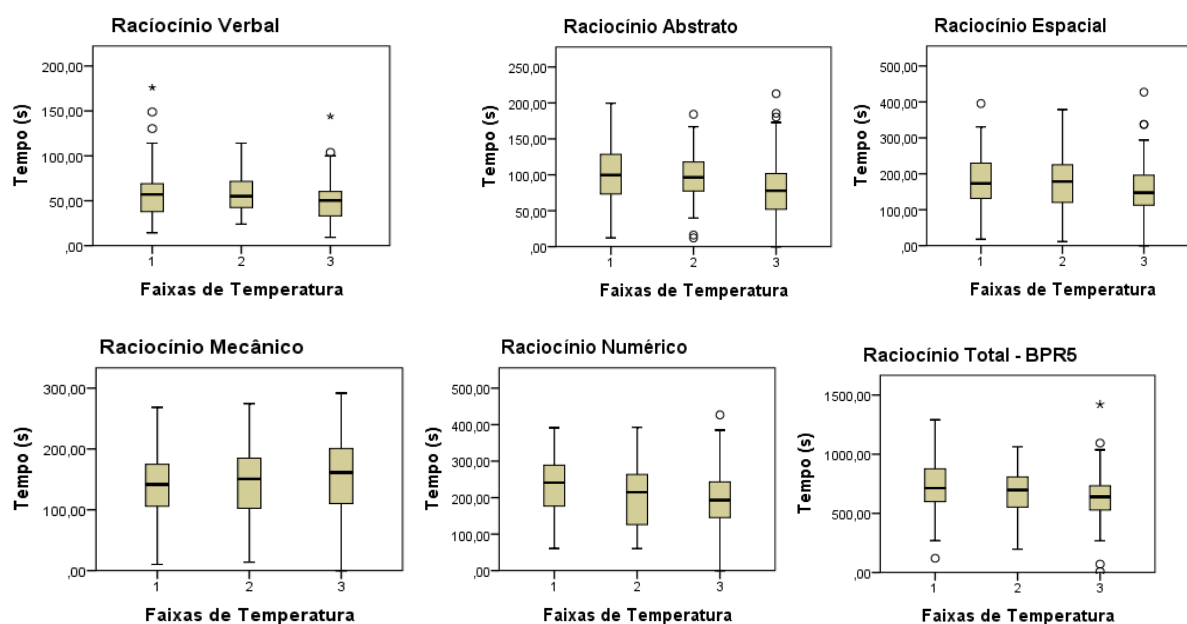 Raciocínio Verbal
Tempo (s)
200,00
150,00
100,00
50,00
,00
1 2 3
Faixas de Temperatura
Raciocínio Abstrato
Tempo (s)
250,00
200,00
150,00
100,00
50,00
,00
1 2 3
Faixas de Temperatura
Raciocínio Espacial
Tempo (s)
500,00
400,00
300,00
200,00
100,00
,00
1 2 3
Faixas de Temperatura
Raciocínio Mecânico
Tempo (s)
300,00
200,00
100,00
,00
1 2 3
Faixas de Temperatura
Raciocínio Numérico
Tempo (s)
500,00
400,00
300,00
200,00
100,00
,00
1 2 3
Faixas de Temperatura
Raciocínio Total - BPR5
Tempo (s)
1500,00
1000,00
500,00
,00
1 2 3
Faixas de Temperatura